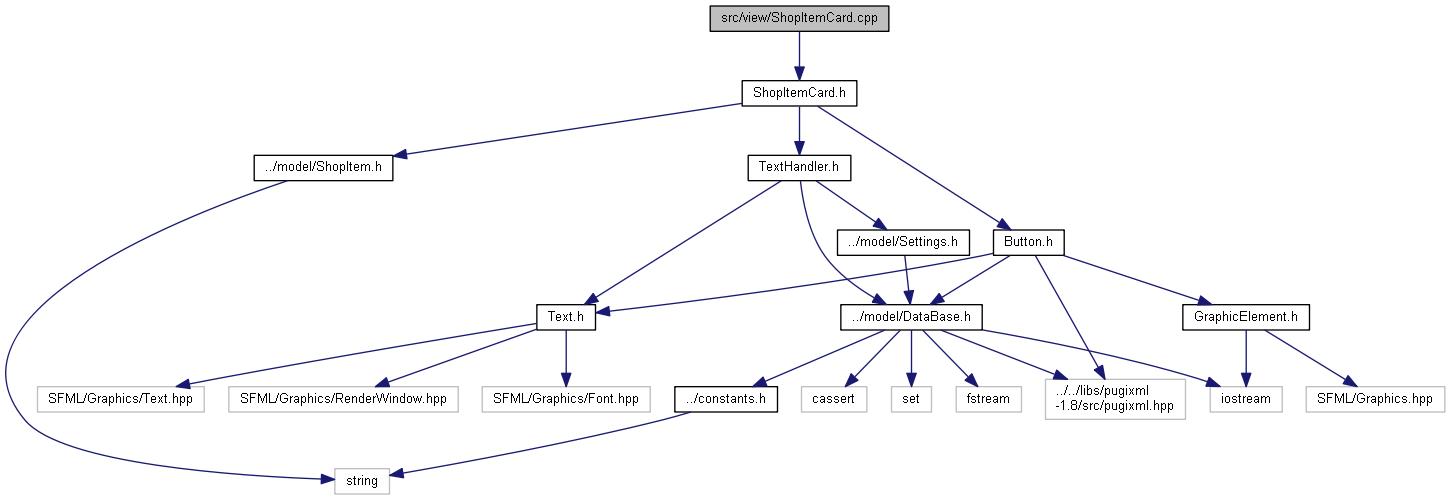 src/view/ShopItemCard.cpp
ShopItemCard.h
../model/ShopItem.h
TextHandler.h
../model/Settings.h
Button.h
Text.h
../model/DataBase.h
GraphicElement.h
SFML/Graphics/Text.hpp
SFML/Graphics/RenderWindow.hpp
SFML/Graphics/Font.hpp
../constants.h
cassert
set
fstream
../../libs/pugixml
-1.8/src/pugixml.hpp
iostream
SFML/Graphics.hpp
string